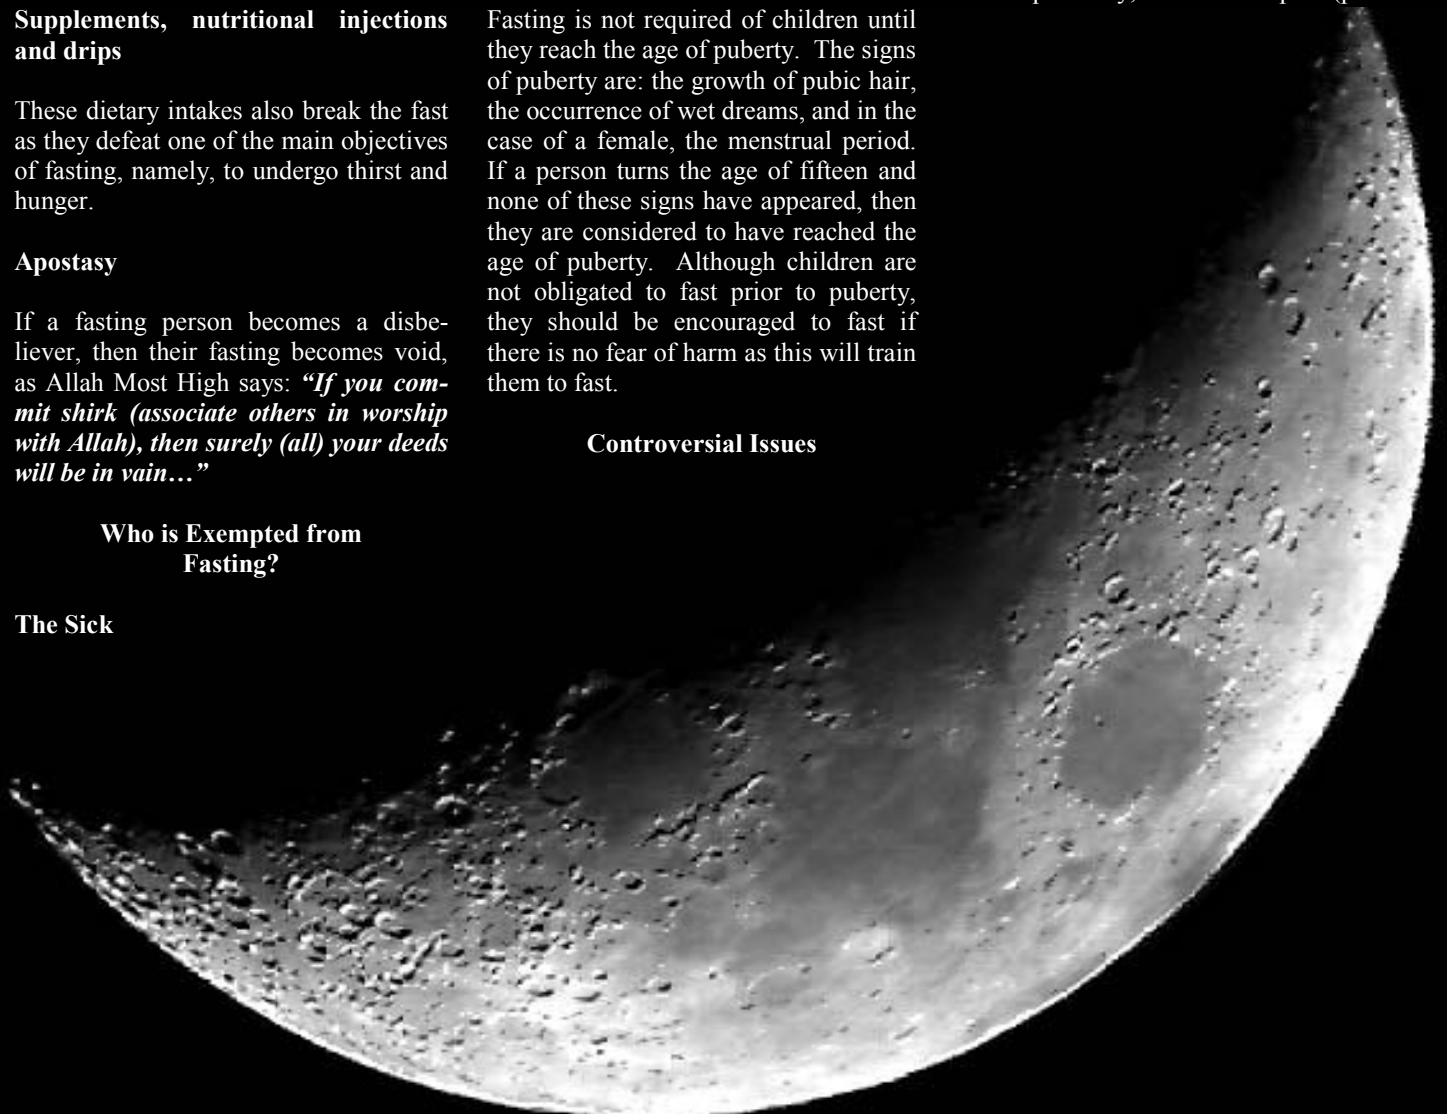 Supplements, nutritional injections
and drips
These dietary intakes also break the fast
as they defeat one of the main objectives
of fasting, namely, to undergo thirst and
hunger.
Apostasy
If a fasting person becomes a disbe-
liever, then their fasting becomes void,
as Allah Most High says: “If you com-
mit shirk (associate others in worship
with Allah), then surely (all) your deeds
will be in vain…”
Who is Exempted from
Fasting?
The Sick
Fasting is not required of children until
they reach the age of puberty. The signs
of puberty are: the growth of pubic hair,
the occurrence of wet dreams, and in the
case of a female, the menstrual period.
If a person turns the age of fifteen and
none of these signs have appeared, then
they are considered to have reached the
age of puberty. Although children are
not obligated to fast prior to puberty,
they should be encouraged to fast if
there is no fear of harm as this will train
them to fast.
Controversial Issues